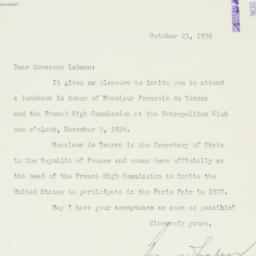 October 23, 1936
Dear Governor Lehman:
It gives me pleasure to invite you to attend
a luncheon in honor of Monsieur Francois de Tessan
and the French High Commission at the Metropolitan Club
one o'clock, November 9, 1936.
Monsieur de Tessan is the Secretary of State
to the Republic of France and comes here officially as
the head of the French High Commission to invite the
United States to participate in the Paris Fair in 1937.
May I have your acceptance as soon as possible?
Sincerely yours,